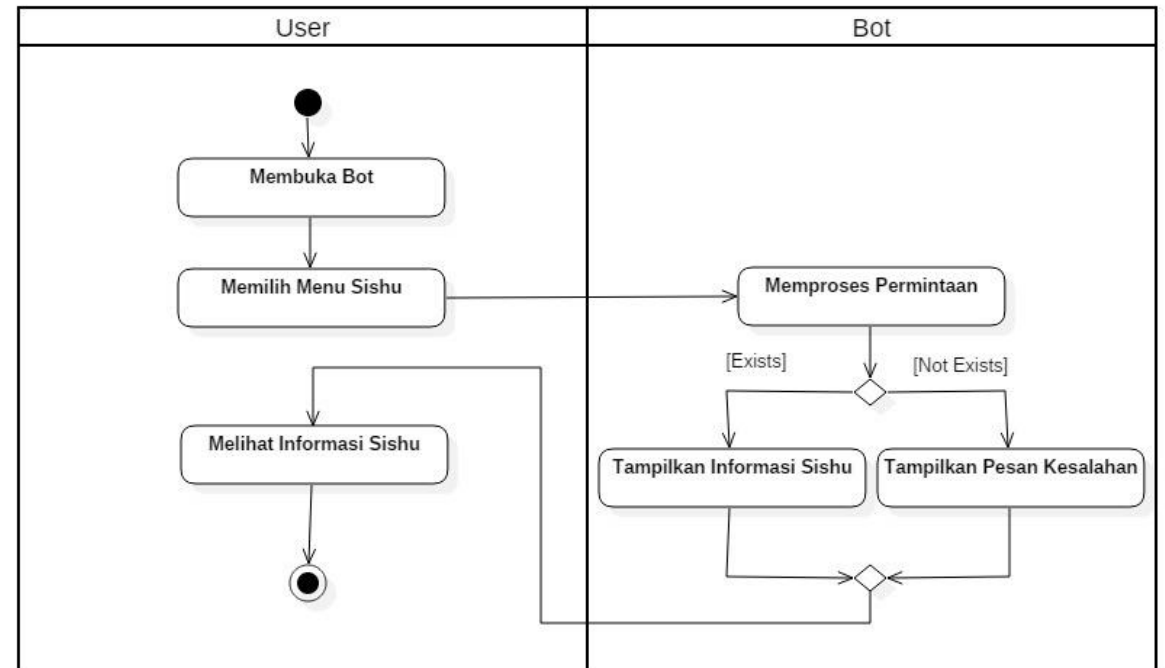 User
Bot
Membuka Bot
Memilih Menu Sishu
Memproses Permintaan
[Exists]
[Not Exists]
Melihat Informasi Sishu
Tampilkan Informasi Sishu
Tampilkan Pesan Kesalahan